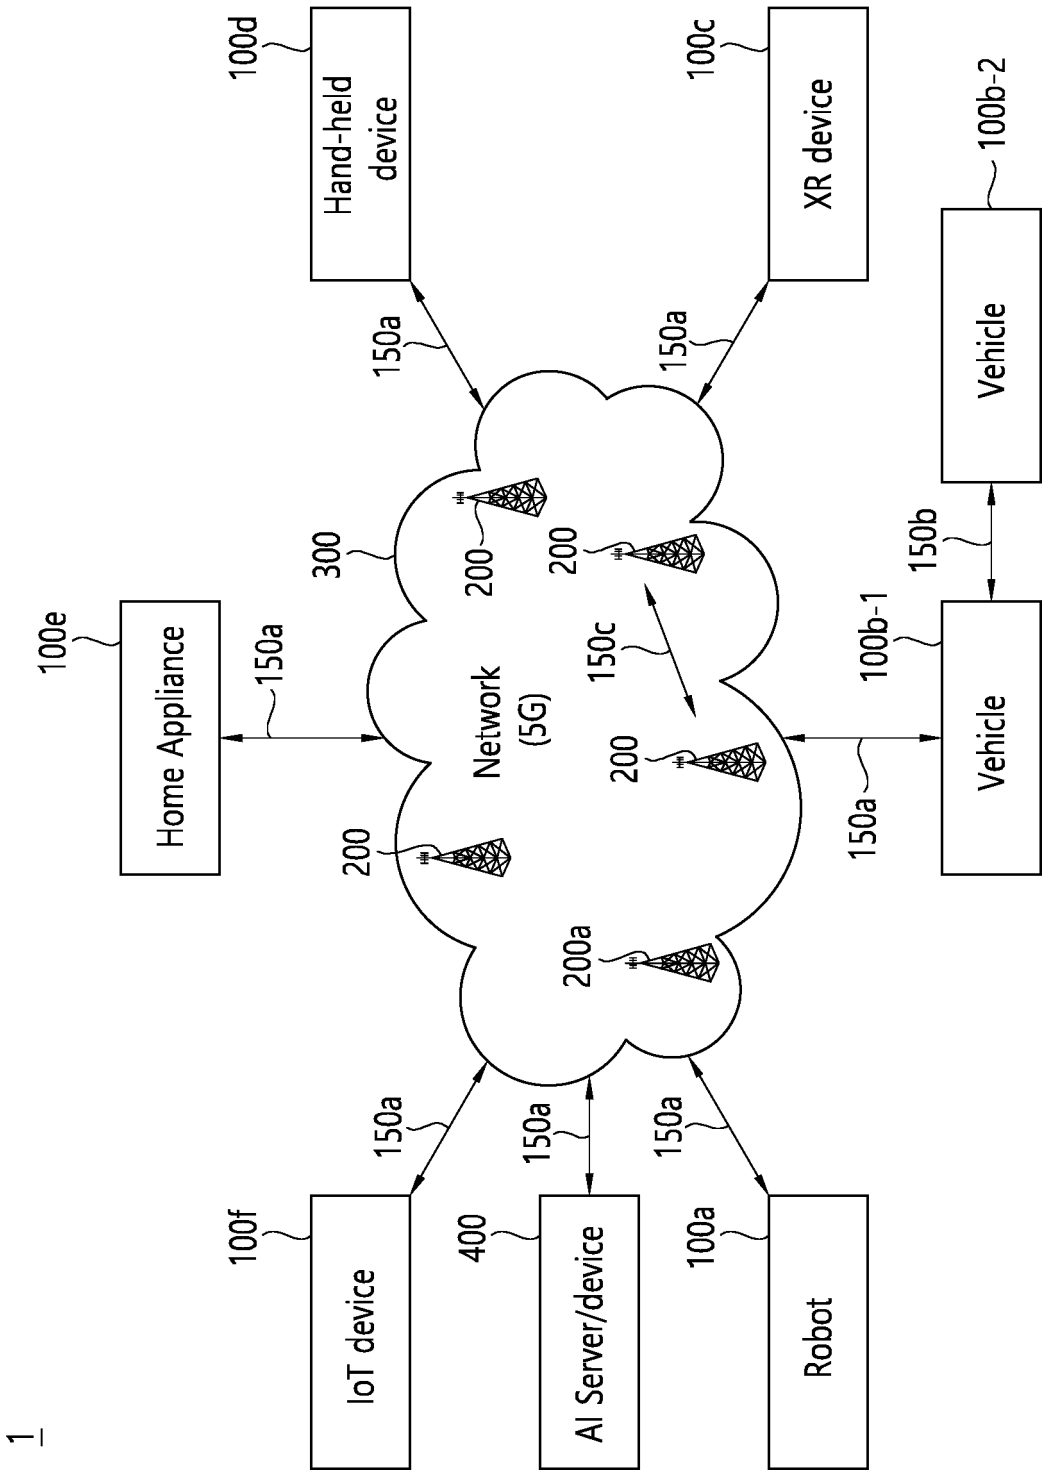 1
100e
Home Appliance
100f
100d
150a
IoT device
Hand-held
device
300
200
150a
150a
400
200
Network
(5G)
150a
200
AI Server/device
200a
150c
200
100a
150a
150a
100c
Robot
XR device
150a
100b-1
150b
Vehicle
Vehicle
100b-2